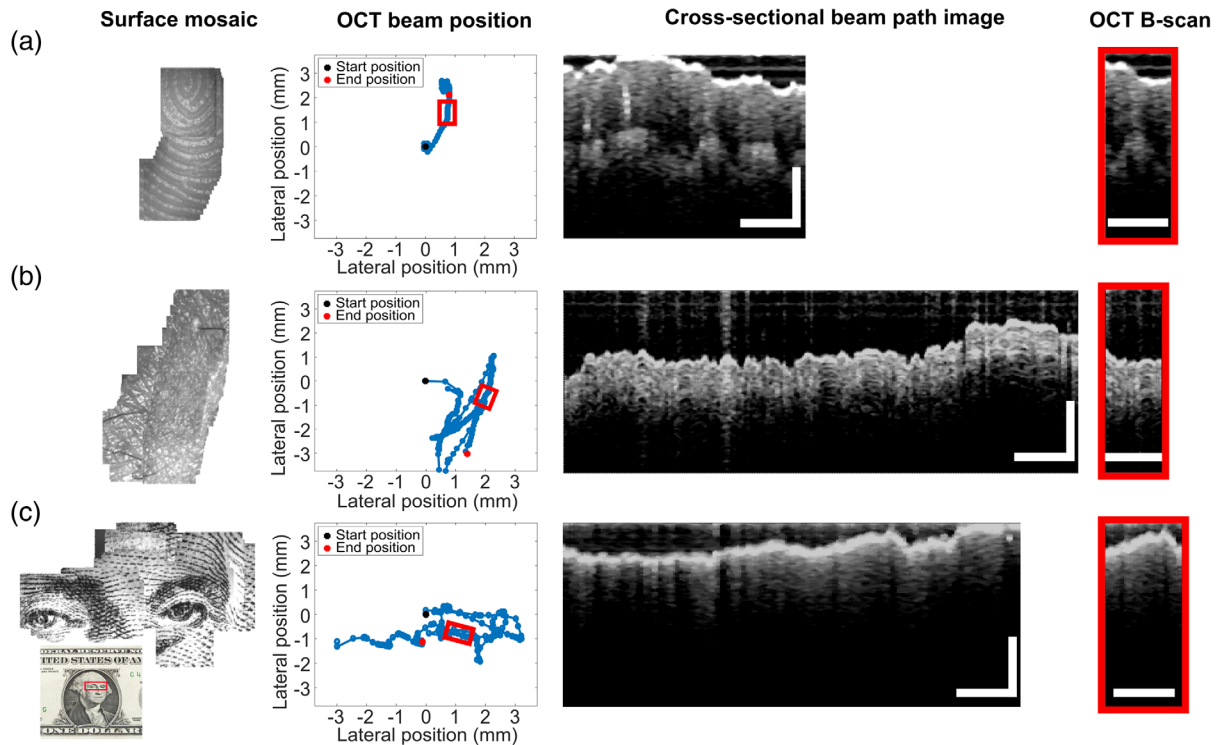 Surface mosaic
OCT beam position
Cross-sectional beam path image
OCT B-scan
(a)
Start position
End position
Lateral position (mm)
3
2
1
0
-1
-2
-3
-3 -2 -1 0 1 2 3
Lateral position (mm)
(b)
Start position
End position
Lateral position (mm)
3
2
1
0
-1
-2
-3
-3 -2 -1 0 1 2 3
Lateral position (mm)
(c)
Start position
End position
Lateral position (mm)
3
2
1
0
-1
-2
-3
-3 -2 -1 0 1 2 3
Lateral position (mm)
UNITED STATES OF AM
G 4
G
ONE DOLLAR